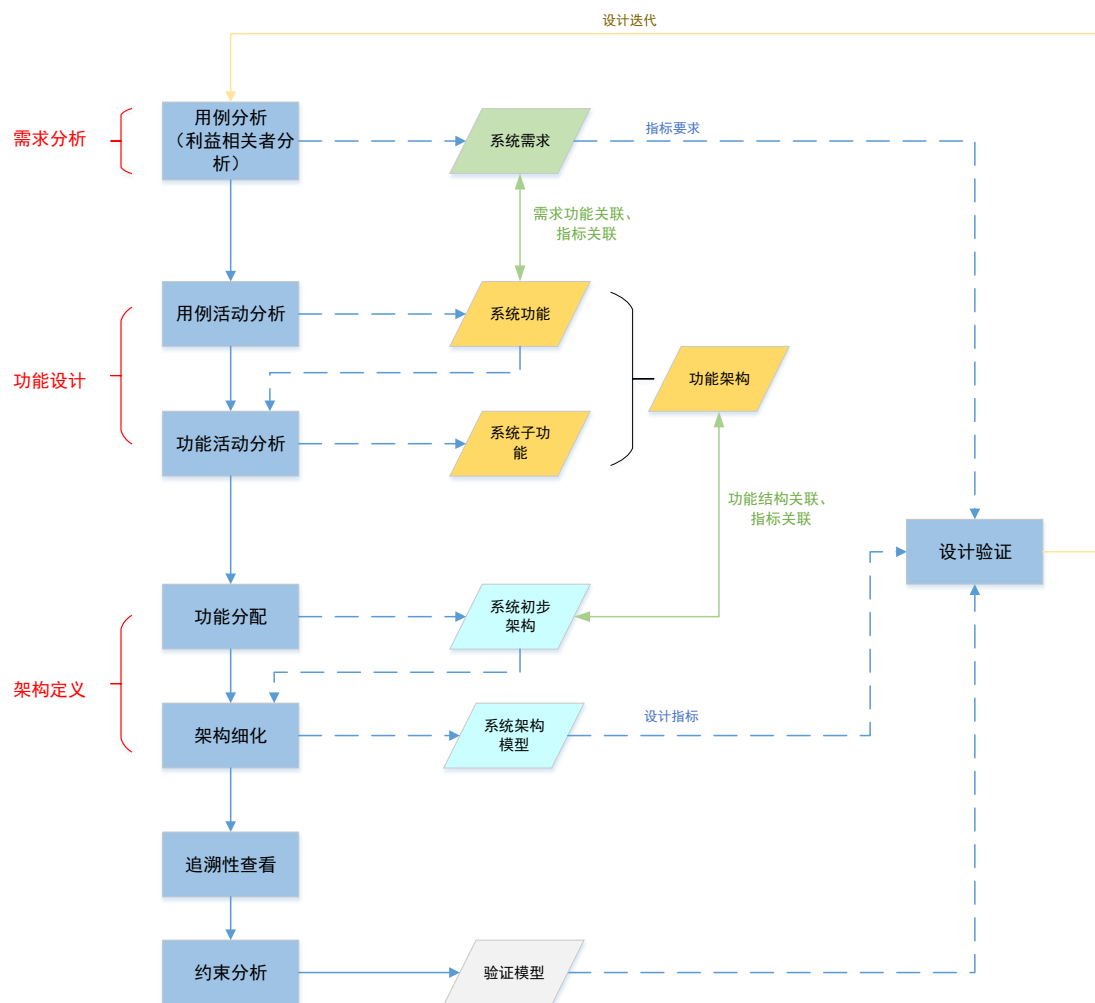 设计迭代
需求分析
用例分析
（利益相关者分
析）
系统需求
指标要求
需求功能关联、
指标关联
功能设计
用例活动分析
系统功能
功能架构
功能活动分析
系统子功
能
功能结构关联、
指标关联
设计验证
架构定义
功能分配
系统初步
架构
架构细化
系统架构
模型
设计指标
追溯性查看
约束分析
验证模型